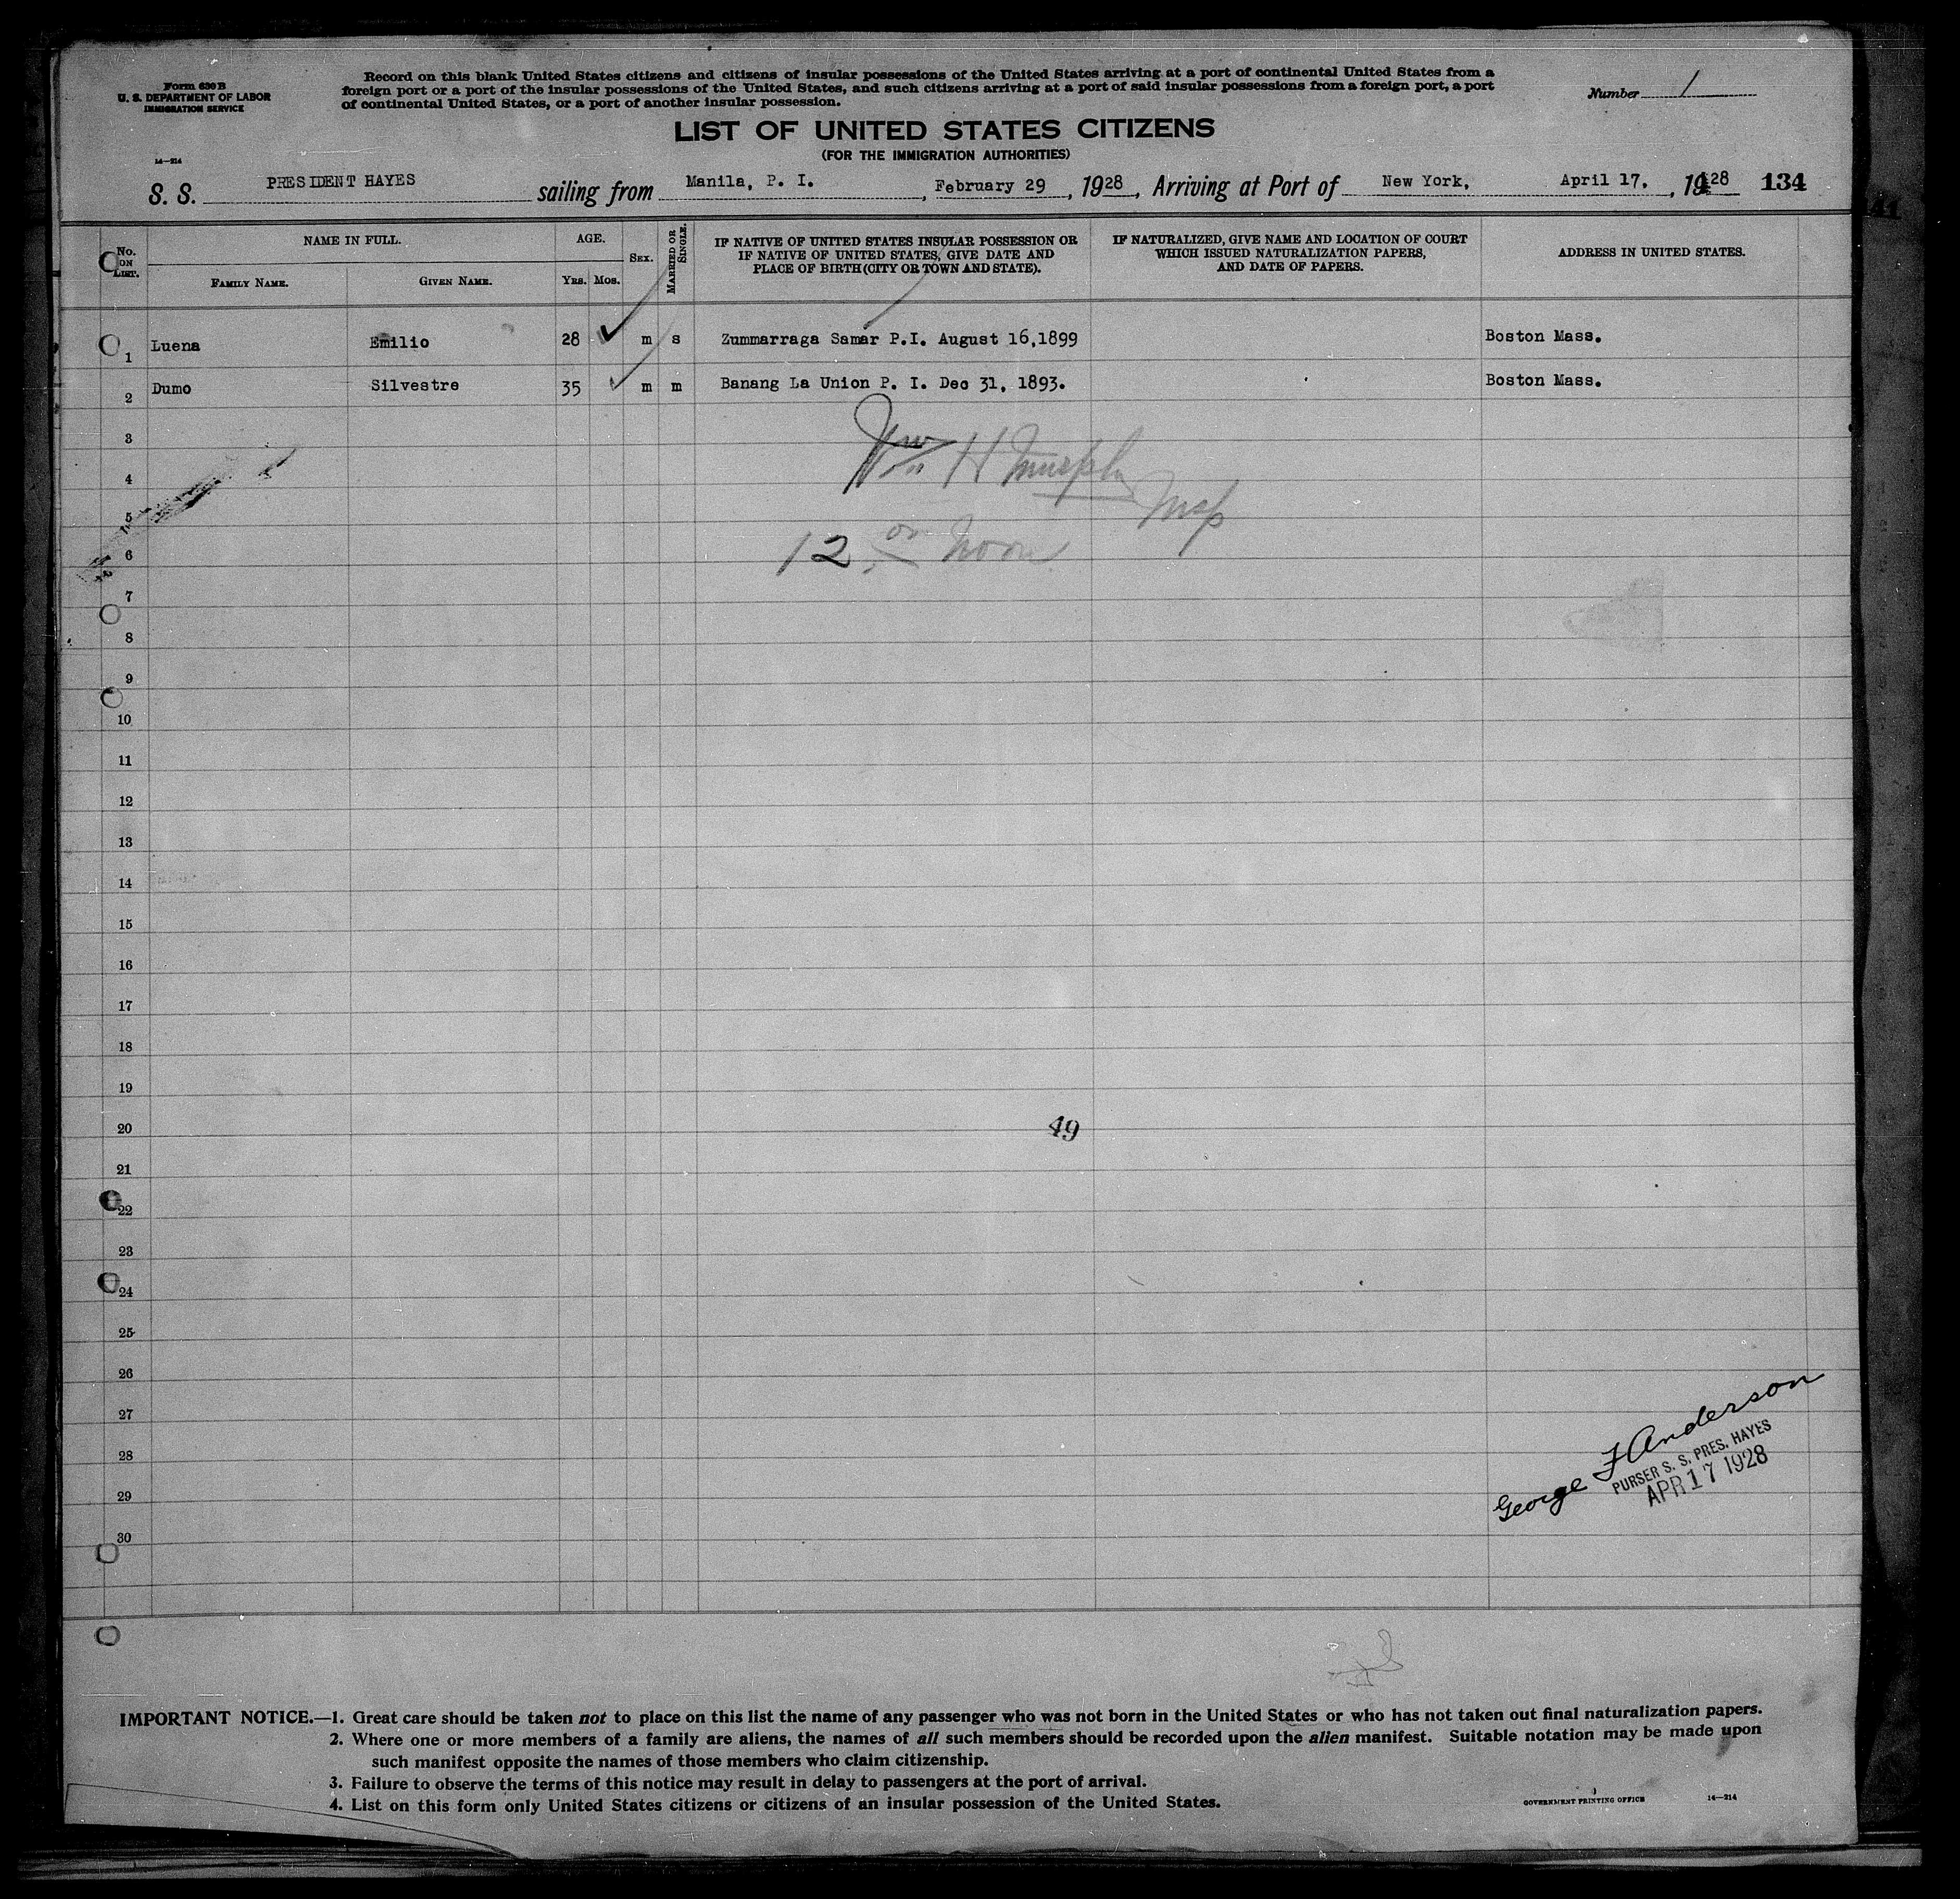 Form 630 B
U. S. DEPARTMENT OF LABOR
IMMIGRATION SERVICE
14—214
Record on this blank United States citizens and citizens of insular possessions of the United States arriving at a port of continental United States from a
foreign port or a port of the insular possessions of the United States, and such citizens arriving at a port of said insular possessions from a foreign port, a port
of continental United States, or a port of another insular possession.
Number 1
LIST OF UNITED STATES CITIZENS
(FOR THE IMMIGRATION AUTHORITIES)
S. S. PRESIDENT HAYES sailing from Manila, P. I. , February 29 , 1928 , Arriving at Port of New York, April 17, , 1928 134
41
No. ON LIST.
NAME IN FULL.
FAMILY NAME.
GIVEN NAME.
AGE.
YRS. MOS.
SEX.
MARRIED OR SINGLE.
IF NATIVE OF UNITED STATES INSULAR POSSESSION OR
IF NATIVE OF UNITED STATES, GIVE DATE AND
PLACE OF BIRTH (CITY OR TOWN AND STATE).
IF NATURALIZED, GIVE NAME AND LOCATION OF COURT
WHICH ISSUED NATURALIZATION PAPERS,
AND DATE OF PAPERS.
ADDRESS IN UNITED STATES.
1 Luena Emilio 28 m s Zummarraga Samar P.I. August 16,1899 Boston Mass.
2 Dumo Silvestre 35 m m Banang La Union P. I. Dec 31, 1893. Boston Mass.
3
Wm H Murphy
4
Insp
5
12 00 noon
6
7
8
9
10
11
12
13
14
15
16
17
18
19
20
49
21
22
23
24
25
26
27
28
29
30
George F Anderson
PURSER S. S. PRES. HAYES
APR 17 1928
IMPORTANT NOTICE.—1. Great care should be taken not to place on this list the name of any passenger who was not born in the United States or who has not taken out final naturalization papers.
2. Where one or more members of a family are aliens, the names of all such members should be recorded upon the alien manifest. Suitable notation may be made upon
such manifest opposite the names of those members who claim citizenship.
3. Failure to observe the terms of this notice may result in delay to passengers at the port of arrival.
4. List on this form only United States citizens or citizens of an insular possession of the United States.
GOVERNMENT PRINTING OFFICE
14—214